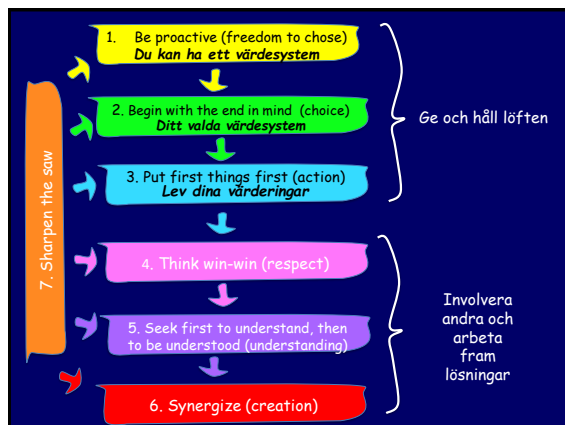 1. Be proactive (freedom to chose)
Du kan ha ett värdesystem
2. Begin with the end in mind (choice)
Ditt valda värdesystem
3. Put first things first (action)
Lev dina värderingar
Ge och håll löften
7. Sharpen the saw
4. Think win-win (respect)
5. Seek first to understand, then
to be understood (understanding)
6. Synergize (creation)
Involvera
andra och
arbeta
fram
lösningar